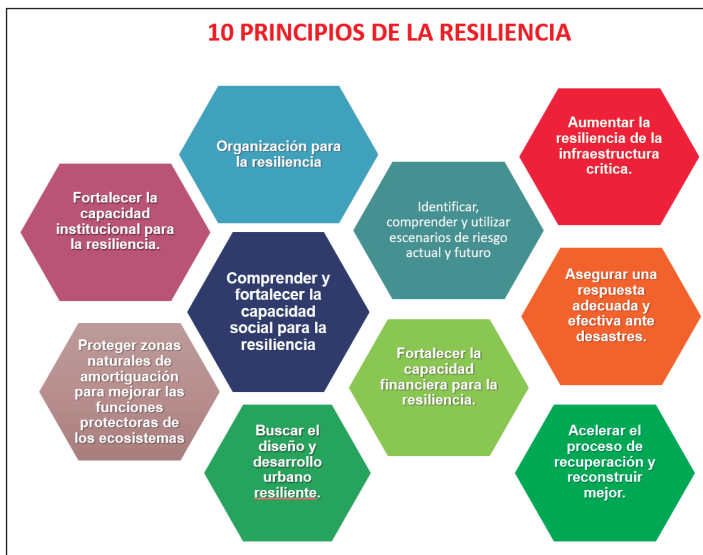 10 PRINCIPIOS DE LA RESILIENCIA
Organización para
la resiliencia
Aumentar la
resiliencia de la
infraestructura
critica.
Fortalecer la
capacidad
institucional para
la resiliencia.
Identificar,
comprender y utilizar
escenarios de riesgo
actual y futuro
Comprender y
fortalecer la
capacidad
social para la
resiliencia
Asegurar una
respuesta
adecuada y
efectiva ante
desastres.
Proteger zonas
naturales de
amortiguación
para mejorar las
funciones
protectoras de
los ecosistemas
Fortalecer la
capacidad
financiera para la
resiliencia.
Buscar el
diseño y
desarrollo
urbano
resiliente.
Acelerar el
proceso de
recuperación y
reconstruir
mejor.